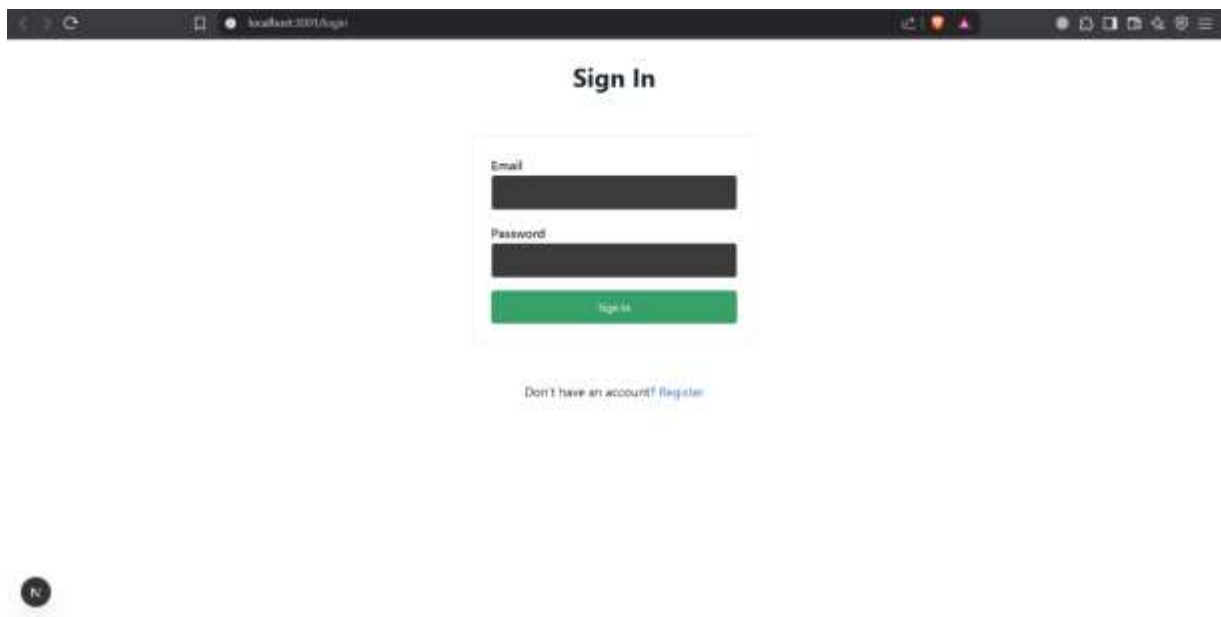 localhost:3001/login
Sign In
Email
Password
Sign In
Don't have an account? Register
N